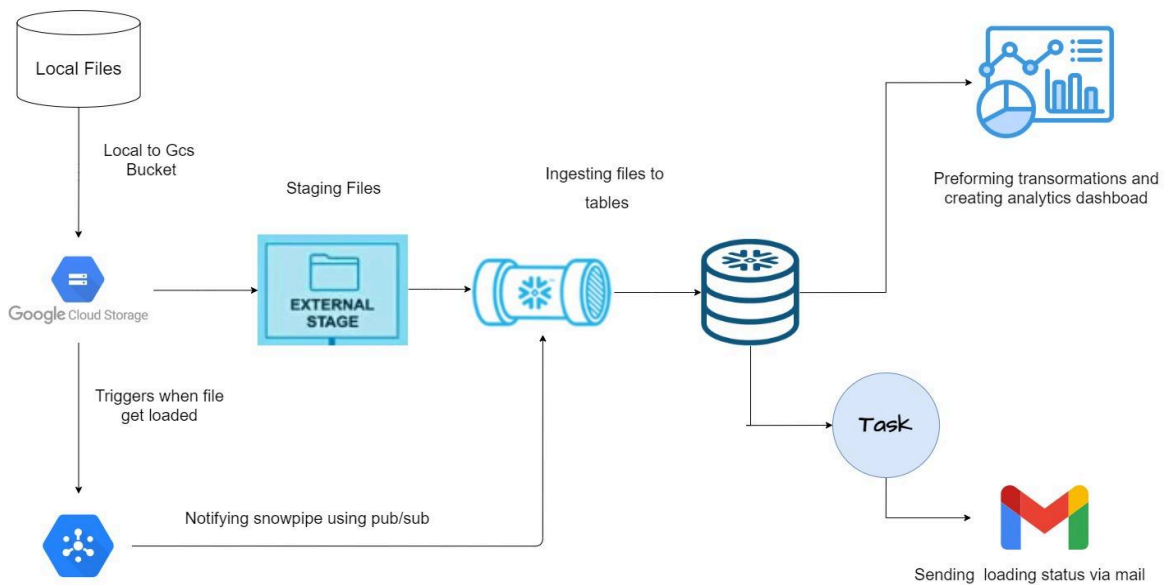 Local Files
Local to Gcs
Bucket
Staging Files
Ingesting files to
tables
Preforming transormations and
creating analytics dashboad
EXTERNAL
STAGE
Google Cloud Storage
Triggers when file
get loaded
Task
Notifying snowpipe using pub/sub
Sending loading status via mail